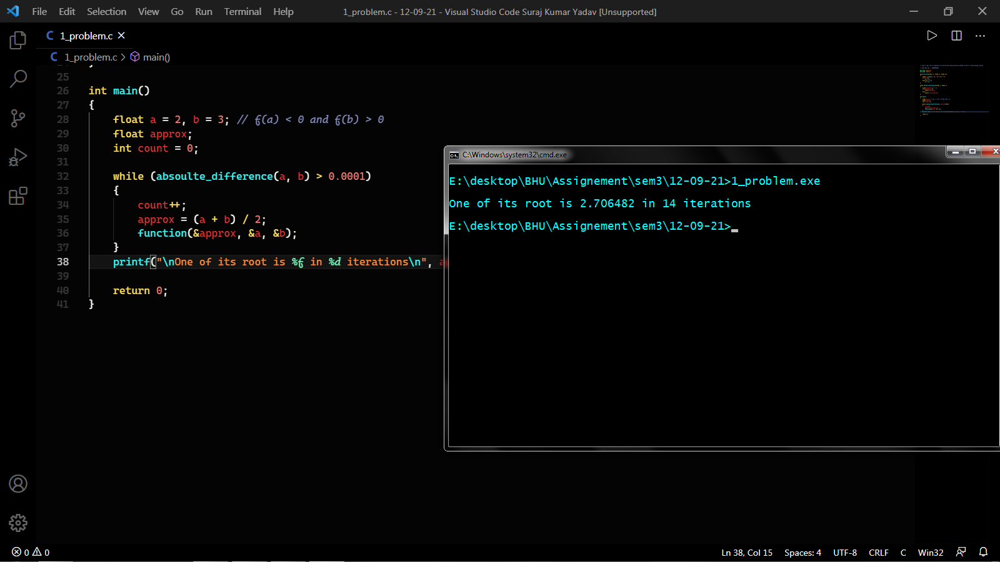 File Edit Selection View Go Run Terminal Help
1_problem.c - 12-09-21 - Visual Studio Code Suraj Kumar Yadav [Unsupported]
C 1_problem.c
C 1_problem.c > main()
25
26 int main()
27 {
28 float a = 2, b = 3; // f(a) < 0 and f(b) > 0
29 float approx;
30 int count = 0;
31
32 while (absoulte_difference(a, b) > 0.0001)
33 {
34 count++;
35 approx = (a + b) / 2;
36 function(&approx, &a, &b);
37 }
38 printf("\nOne of its root is %f in %d iterations\n",
39
40 return 0;
41 }
C:\Windows\system32\cmd.exe
E:\desktop\BHU\Assignement\sem3\12-09-21>1_problem.exe
One of its root is 2.706482 in 14 iterations
E:\desktop\BHU\Assignement\sem3\12-09-21>
0 0
Ln 38, Col 15 Spaces: 4 UTF-8 CRLF C Win32